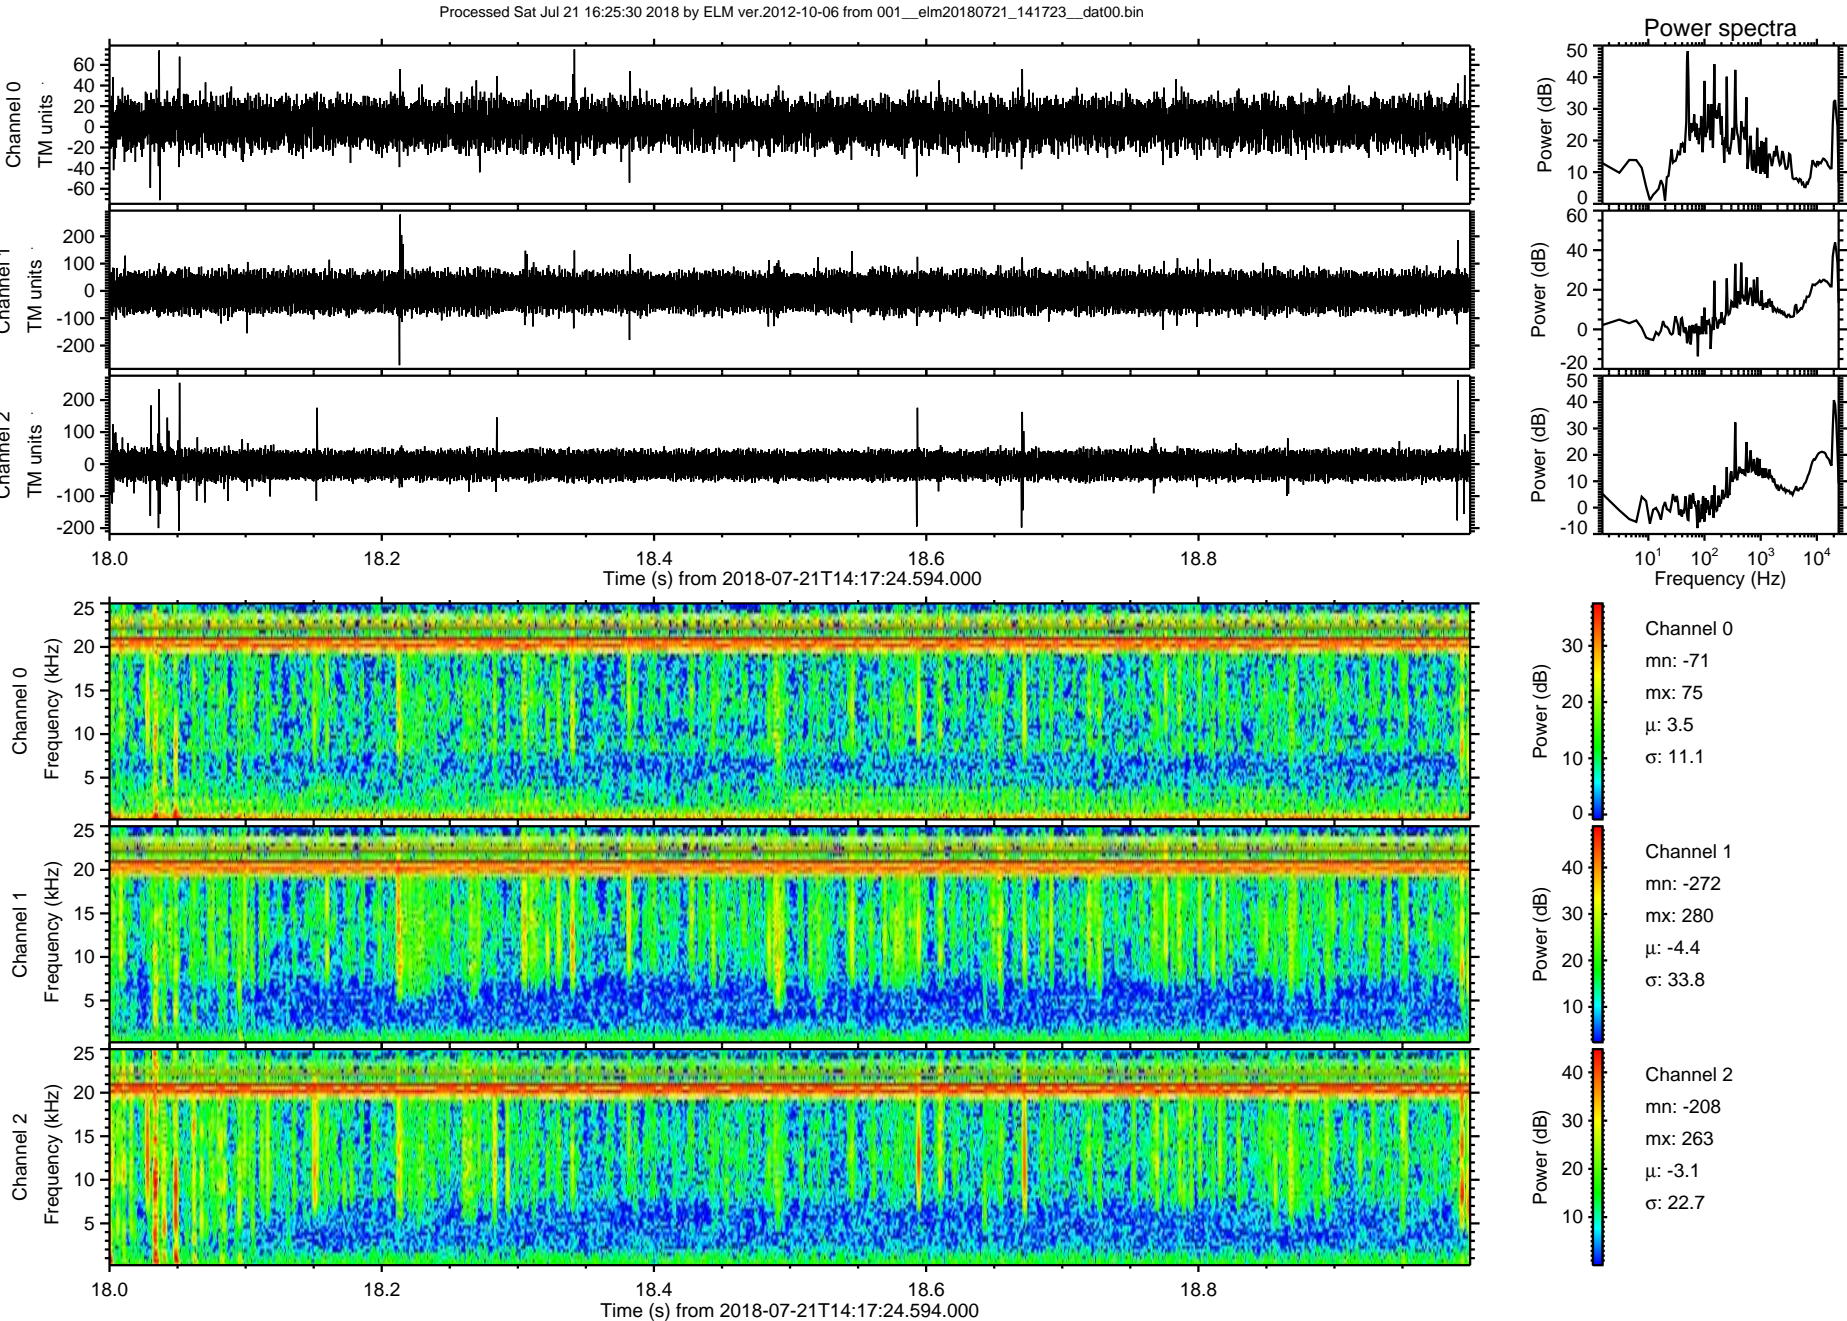 Processed Sat Jul 21 16:25:30 2018 by ELM ver.2012-10-06 from 001__elm20180721_141723__dat00.bin
Power spectra
Channel 0
TM units
60
40
20
0
-20
-40
-60
Power (dB)
50
40
30
20
10
0
Channel 1
TM units
200
100
0
-100
-200
Power (dB)
60
40
20
0
-20
Channel 2
TM units
200
100
0
-100
-200
Power (dB)
50
40
30
20
10
0
-10
18.0 18.2 18.4 18.6 18.8
Time (s) from 2018-07-21T14:17:24.594.000
10¹ 10² 10³ 10⁴
Frequency (Hz)
Channel 0
Frequency (kHz)
25
20
15
10
5
Power (dB)
30
20
10
0
Channel 0
mn: -71
mx: 75
μ: 3.5
σ: 11.1
Channel 1
Frequency (kHz)
25
20
15
10
5
Power (dB)
40
30
20
10
Channel 1
mn: -272
mx: 280
μ: -4.4
σ: 33.8
Channel 2
Frequency (kHz)
25
20
15
10
5
Power (dB)
40
30
20
10
Channel 2
mn: -208
mx: 263
μ: -3.1
σ: 22.7
18.0 18.2 18.4 18.6 18.8
Time (s) from 2018-07-21T14:17:24.594.000